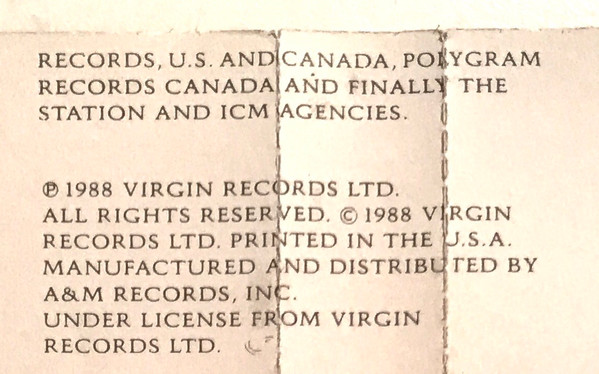 RECORDS, U.S. AND CANADA, POLYGRAM
RECORDS CANADA AND FINALLY THE
STATION AND ICM AGENCIES.
℗ 1988 VIRGIN RECORDS LTD.
ALL RIGHTS RESERVED. © 1988 VIRGIN
RECORDS LTD. PRINTED IN THE U.S.A.
MANUFACTURED AND DISTRIBUTED BY
A&M RECORDS, INC.
UNDER LICENSE FROM VIRGIN
RECORDS LTD.